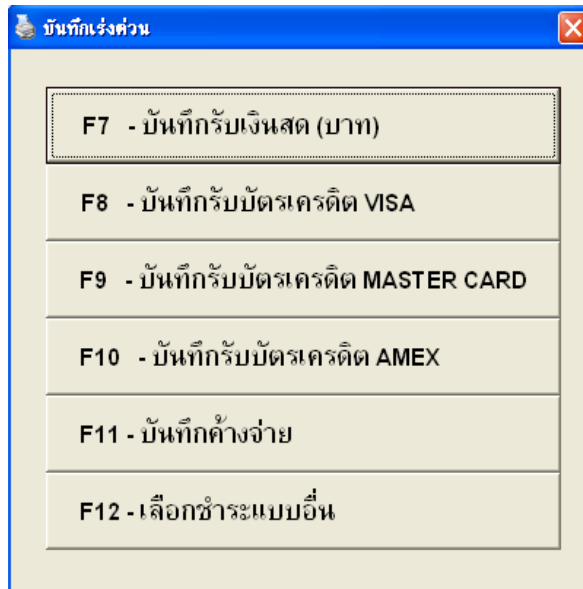 บันทึกเร่งด่วน
F7 - บันทึกรับเงินสด (บาท)
F8 - บันทึกรับบัตรเครดิต VISA
F9 - บันทึกรับบัตรเครดิต MASTER CARD
F10 - บันทึกรับบัตรเครดิต AMEX
F11 - บันทึกค้างจ่าย
F12 - เลือกชำระแบบอื่น